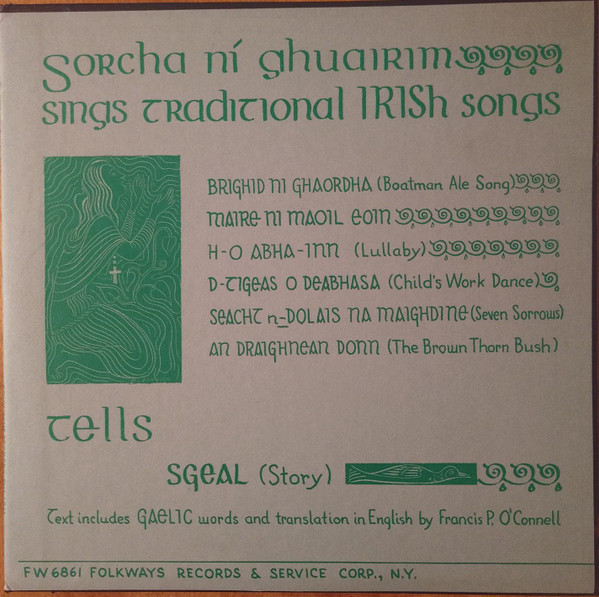 Sorcha ní ghuairim
sings traditional IRISh songs
BRIGHID NI GHAORDHA (Boatman Ale Song)
MAIRE NI MAOIL EOIN
H-O ABHA-INN (Lullaby)
D-TIGEAS O DEABHASA (Child's Work Dance)
SEACHT n-DOLAIS NA MAIGHDINE (Seven Sorrows)
AN DRAIGHNEAN DONN (The Brown Thorn Bush)
tells
SGEAL (Story)
Text includes GAELIC words and translation in English by Francis P. O'Connell
FW 6861 FOLKWAYS RECORDS & SERVICE CORP., N.Y.